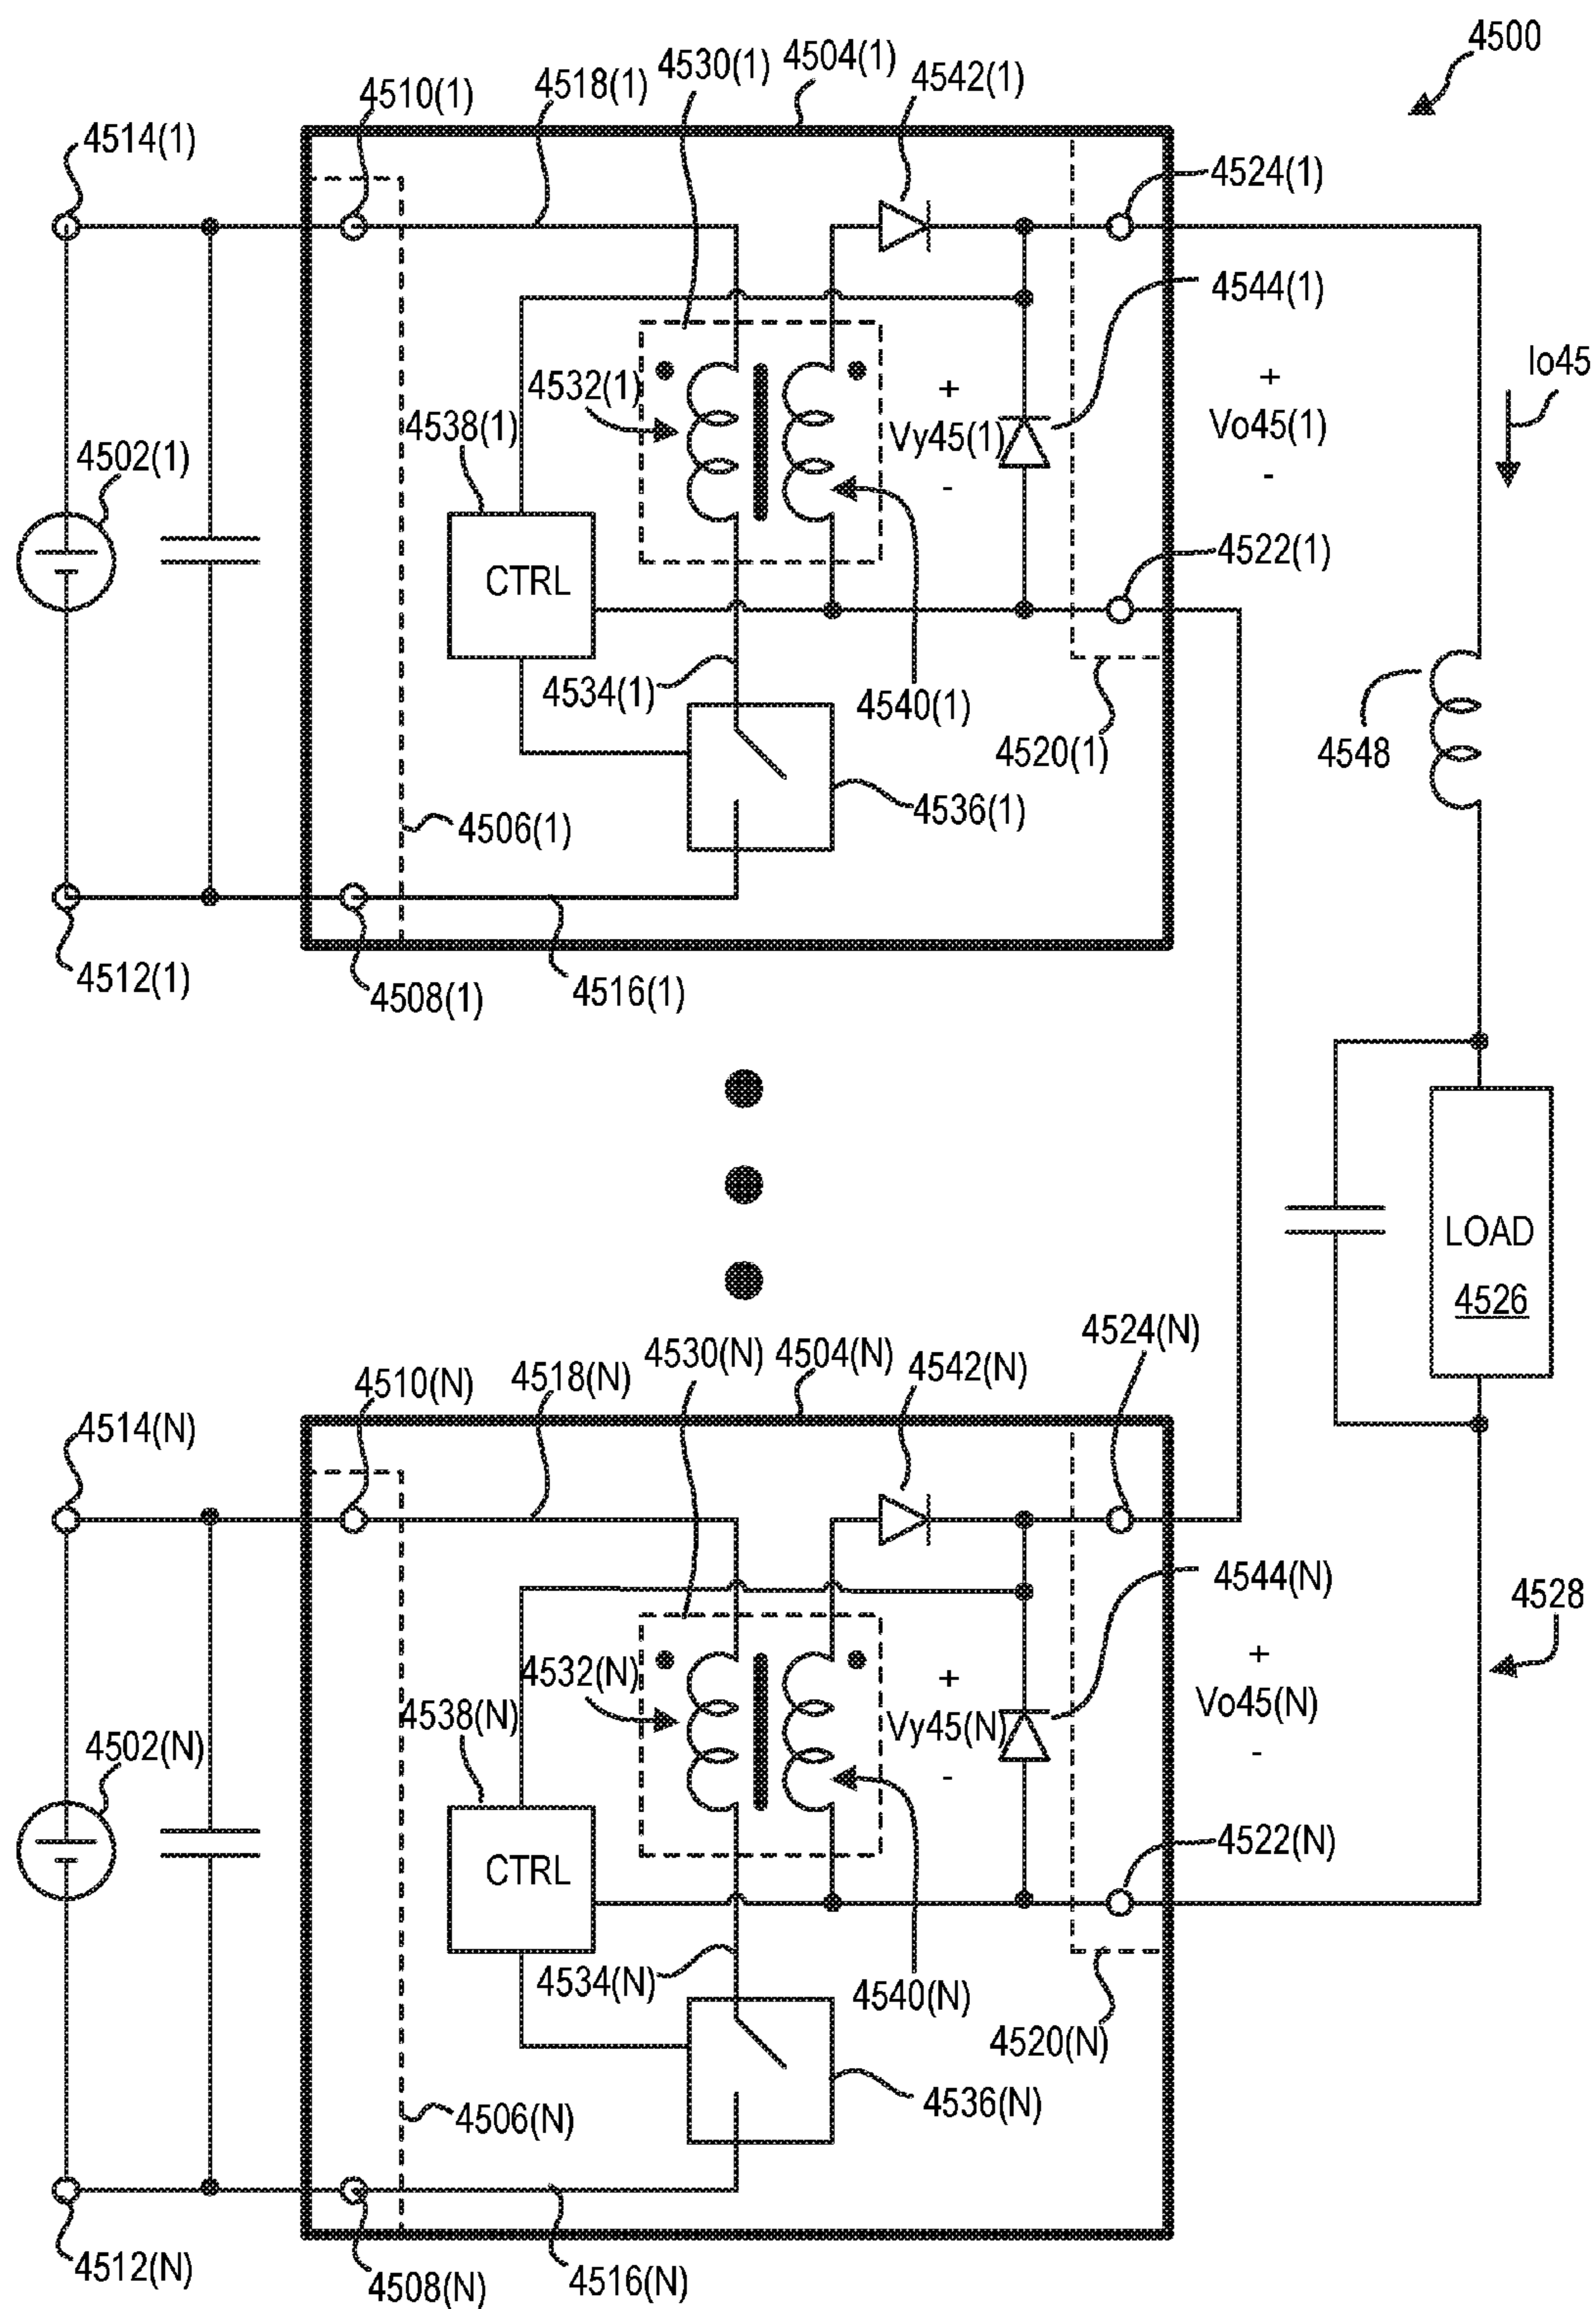 4500
4530(1) 4504(1)
4542(1)
4510(1)
4518(1)
4514(1)
4524(1)
4544(1)
Io45
4532(1)
+
+
4538(1)
Vy45(1)
Vo45(1)
4502(1)
-
-
4522(1)
CTRL
4534(1)
4540(1)
4520(1)
4548
4536(1)
4506(1)
4512(1)
4508(1)
4516(1)
LOAD
4526
4524(N)
4530(N) 4504(N)
4542(N)
4510(N)
4518(N)
4514(N)
4544(N)
4528
4532(N)
+
+
4538(N)
Vy45(N)
Vo45(N)
4502(N)
-
-
4522(N)
CTRL
4534(N)
4540(N)
4520(N)
4536(N)
4506(N)
4512(N)
4508(N)
4516(N)